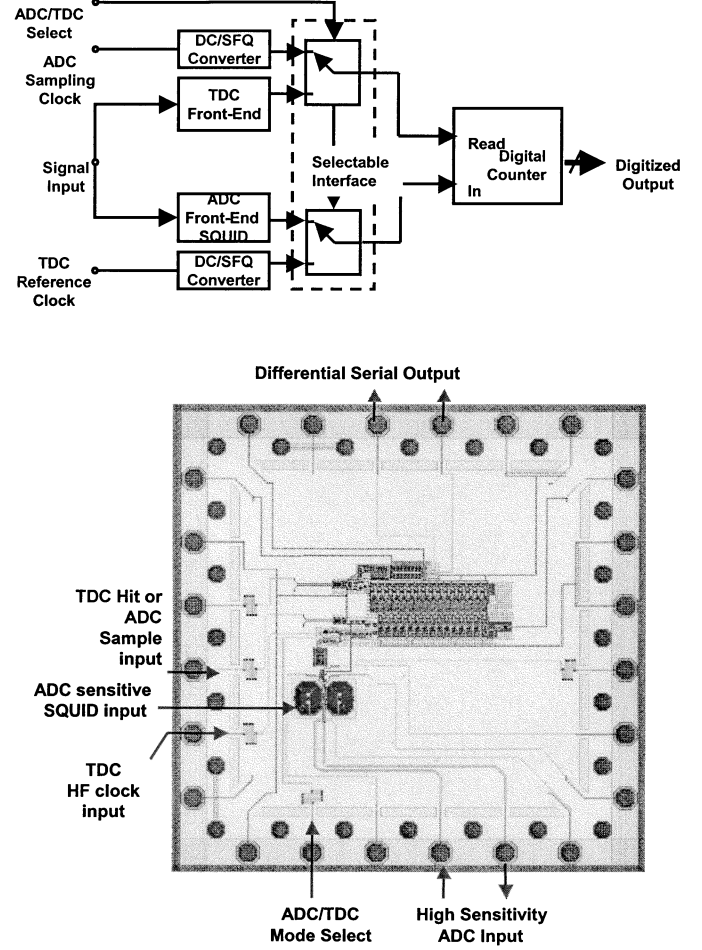 ADC/TDC
Select
ADC
Sampling
Clock
DC/SFQ
Converter
TDC
Front-End
Signal
Input
Selectable
Interface
Read
Digital
Counter
In
Digitized
Output
ADC
Front-End
SQUID
TDC
Reference
Clock
DC/SFQ
Converter
Differential Serial Output
TDC Hit or
ADC
Sample
input
ADC sensitive
SQUID input
TDC
HF clock
input
ADC/TDC
Mode Select
High Sensitivity
ADC Input